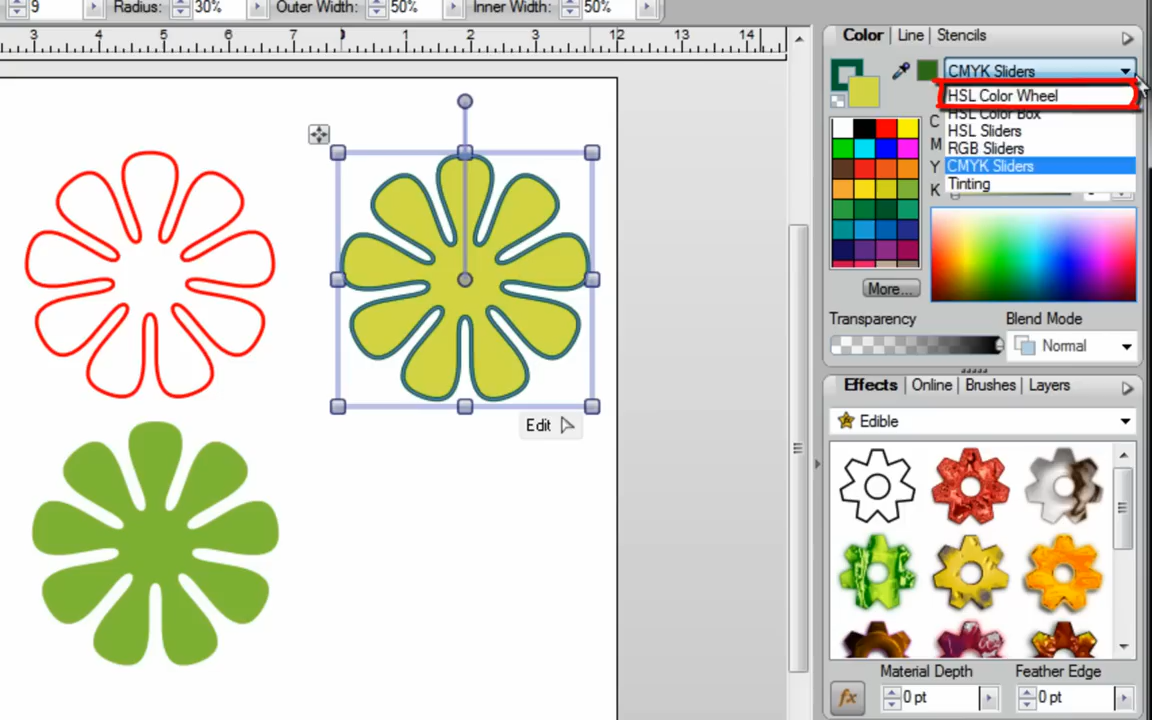 9 Radius: 30% Outer Width: 50% Inner Width: 50%
3 4 5 6 7 1 2 3 12 13 14
Color Line Stencils
CMYK Sliders
HSL Color Wheel
HSL Color Box
HSL Sliders
RGB Sliders
CMYK Sliders
Tinting
C
M
Y
K
More...
Transparency Blend Mode
Normal
Effects Online Brushes Layers
Edible
Edit
Material Depth Feather Edge
fx 0 pt 0 pt